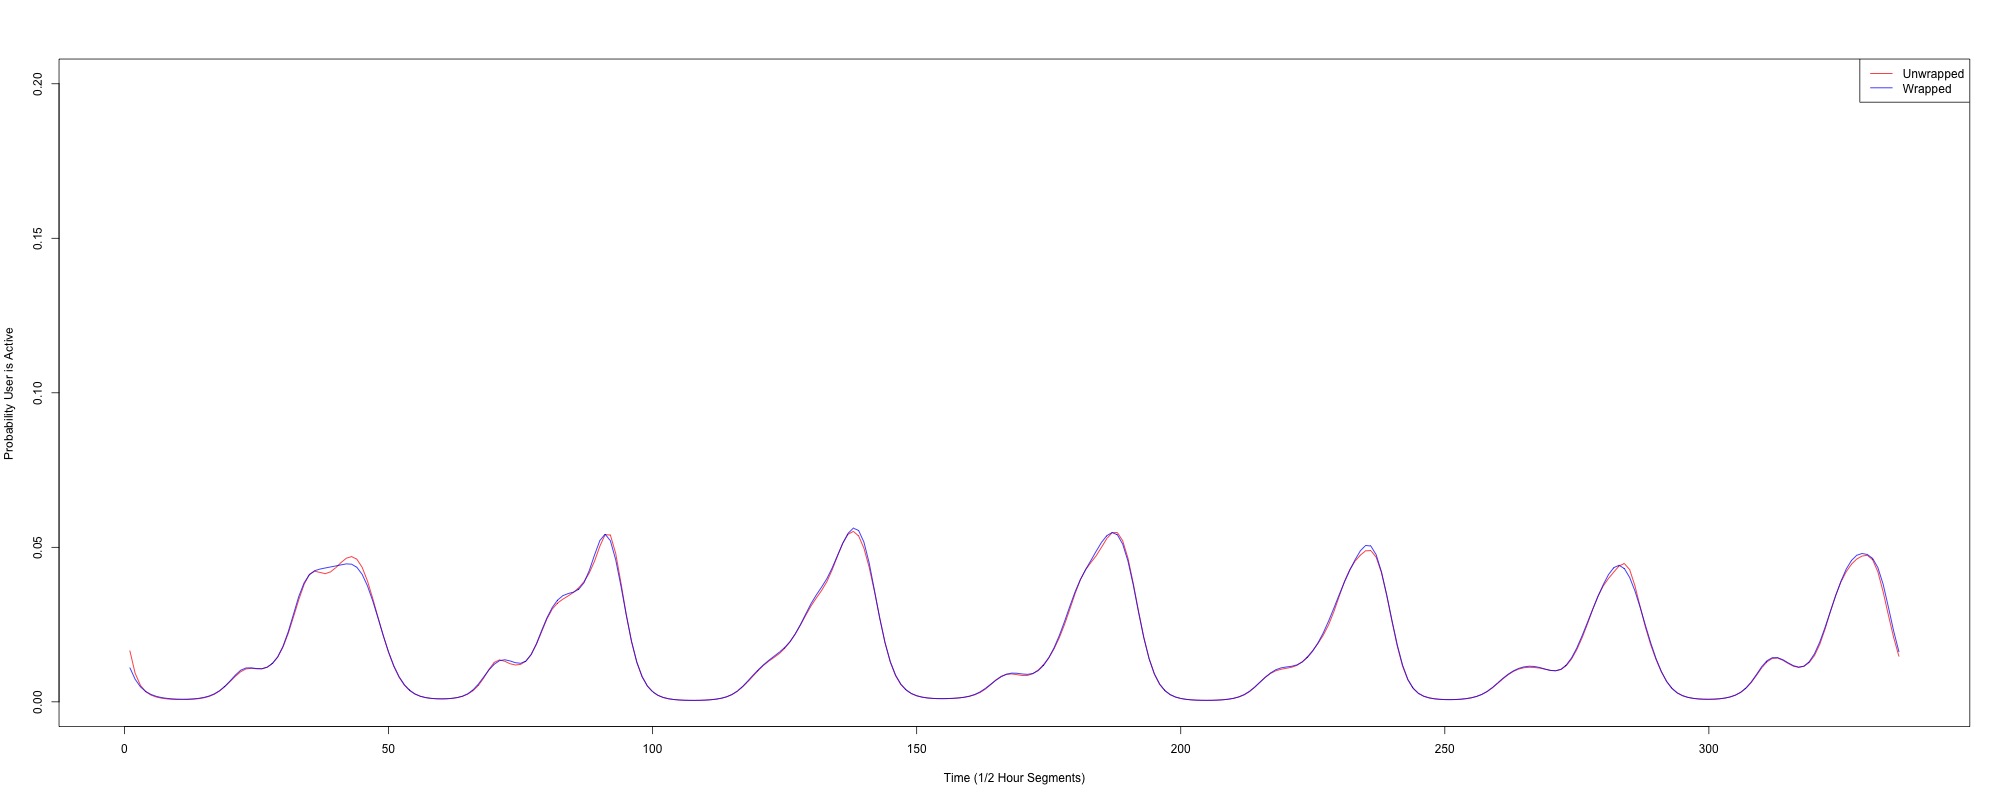 Unwrapped
Wrapped
0.20
0.15
0.10
0.05
0.00
Probability User is Active
0 50 100 150 200 250 300
Time (1/2 Hour Segments)